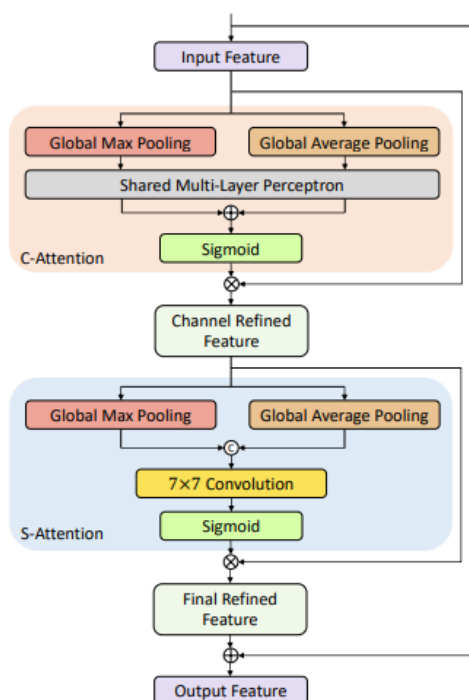 Input Feature
Global Max Pooling
Global Average Pooling
Shared Multi-Layer Perceptron
Sigmoid
C-Attention
Channel Refined
Feature
Global Max Pooling
Global Average Pooling
C
7×7 Convolution
Sigmoid
S-Attention
Final Refined
Feature
Output Feature